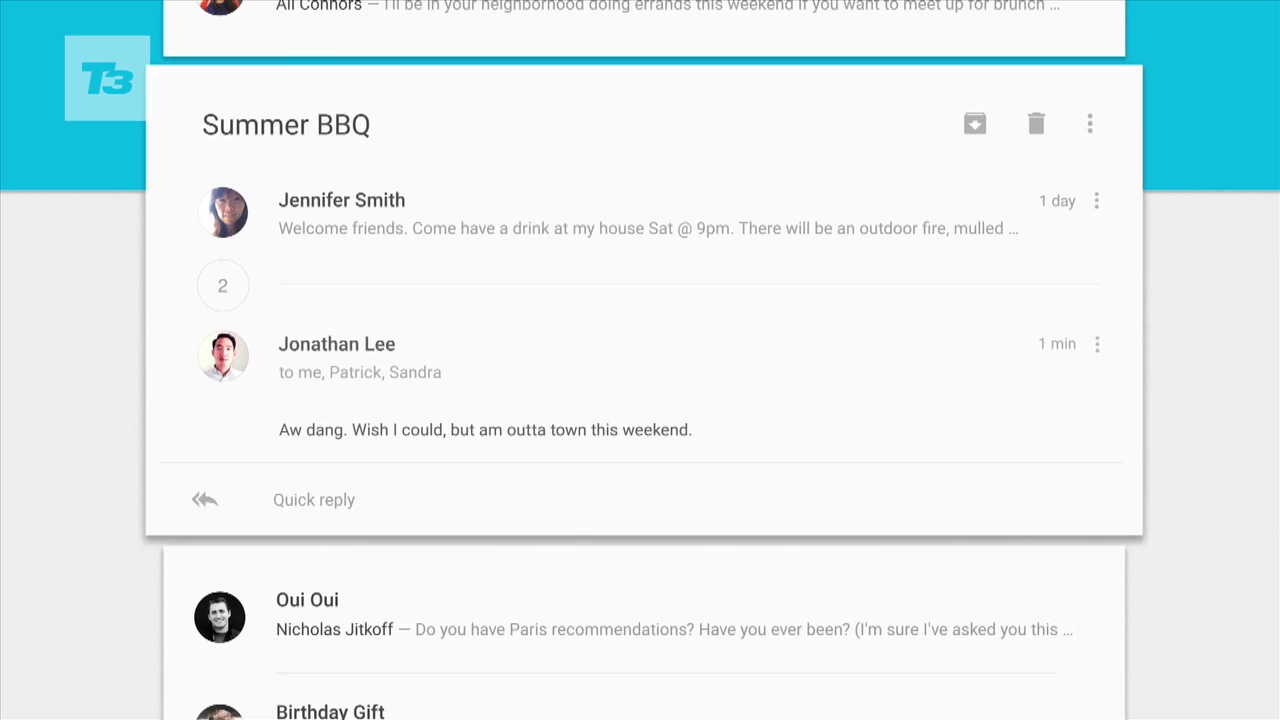 Ali Connors — I'll be in your neighborhood doing errands this weekend if you want to meet up for brunch ...
T3
Summer BBQ
Jennifer Smith
1 day
Welcome friends. Come have a drink at my house Sat @ 9pm. There will be an outdoor fire, mulled ...
2
Jonathan Lee
1 min
to me, Patrick, Sandra
Aw dang. Wish I could, but am outta town this weekend.
Quick reply
Oui Oui
Nicholas Jitkoff — Do you have Paris recommendations? Have you ever been? (I'm sure I've asked you this ...
Birthday Gift